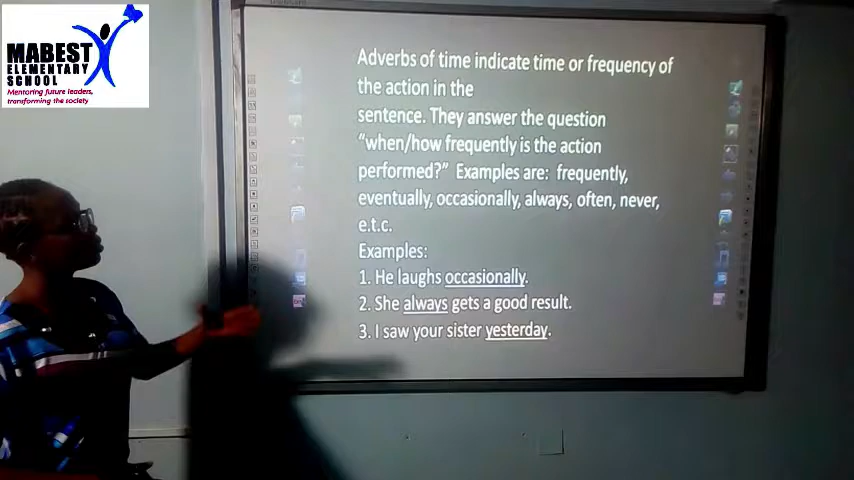 MABEST
ELEMENTARY
SCHOOL
Mentoring future leaders,
transforming the society
Adverbs of time indicate time or frequency of
the action in the
sentence. They answer the question
“when/how frequently is the action
performed?” Examples are: frequently,
eventually, occasionally, always, often, never,
e.t.c.
Examples:
1. He laughs occasionally.
2. She always gets a good result.
3. I saw your sister yesterday.